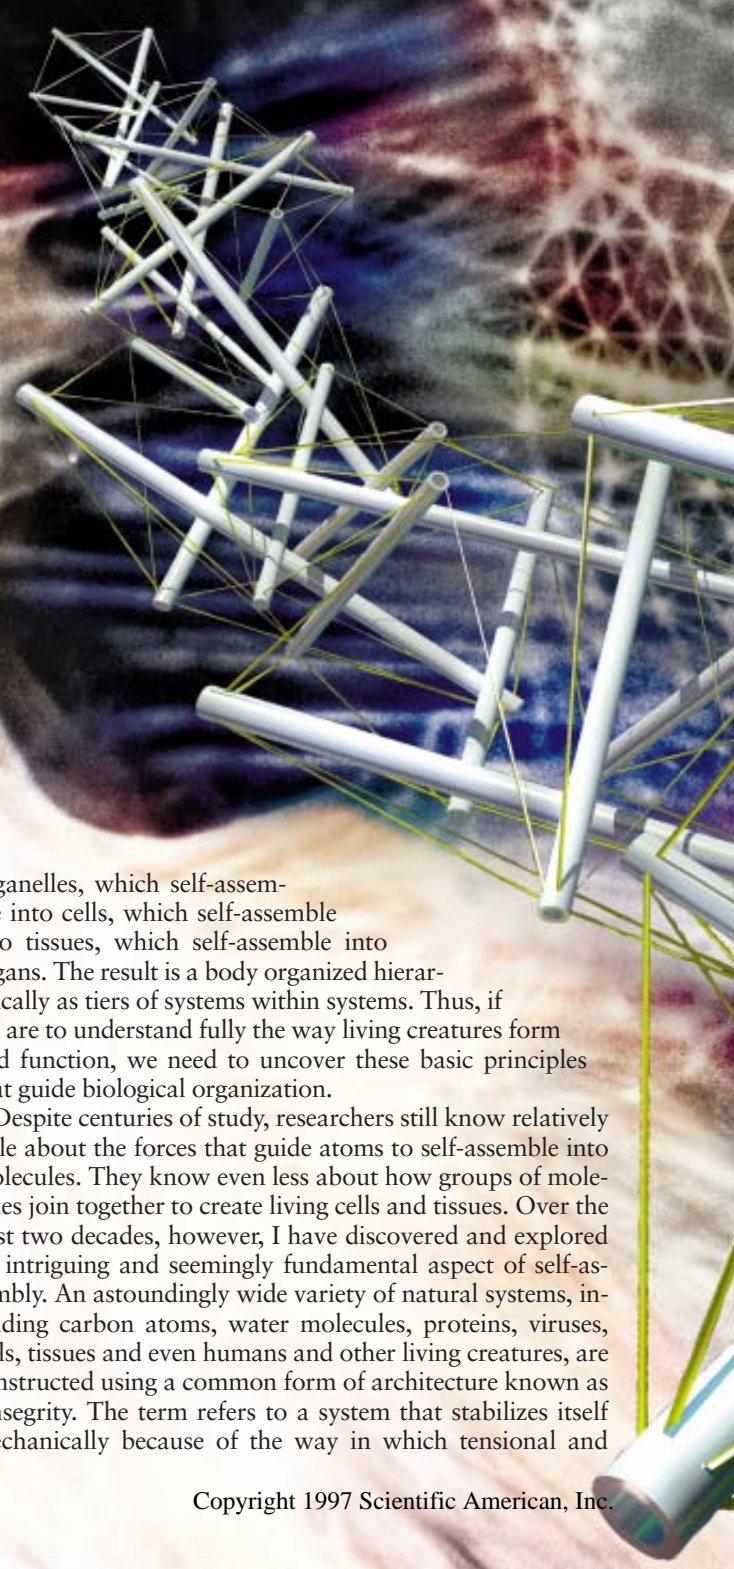 ganelles, which self-assem-
e into cells, which self-assemble
o tissues, which self-assemble into
gans. The result is a body organized hierar-
ically as tiers of systems within systems. Thus, if
are to understand fully the way living creatures form
d function, we need to uncover these basic principles
at guide biological organization.
Despite centuries of study, researchers still know relatively
le about the forces that guide atoms to self-assemble into
olecules. They know even less about how groups of mole-
les join together to create living cells and tissues. Over the
st two decades, however, I have discovered and explored
intriguing and seemingly fundamental aspect of self-as-
mbly. An astoundingly wide variety of natural systems, in-
ding carbon atoms, water molecules, proteins, viruses,
ls, tissues and even humans and other living creatures, are
nstructed using a common form of architecture known as
nsegrity. The term refers to a system that stabilizes itself
echanically because of the way in which tensional and
Copyright 1997 Scientific American, Inc.